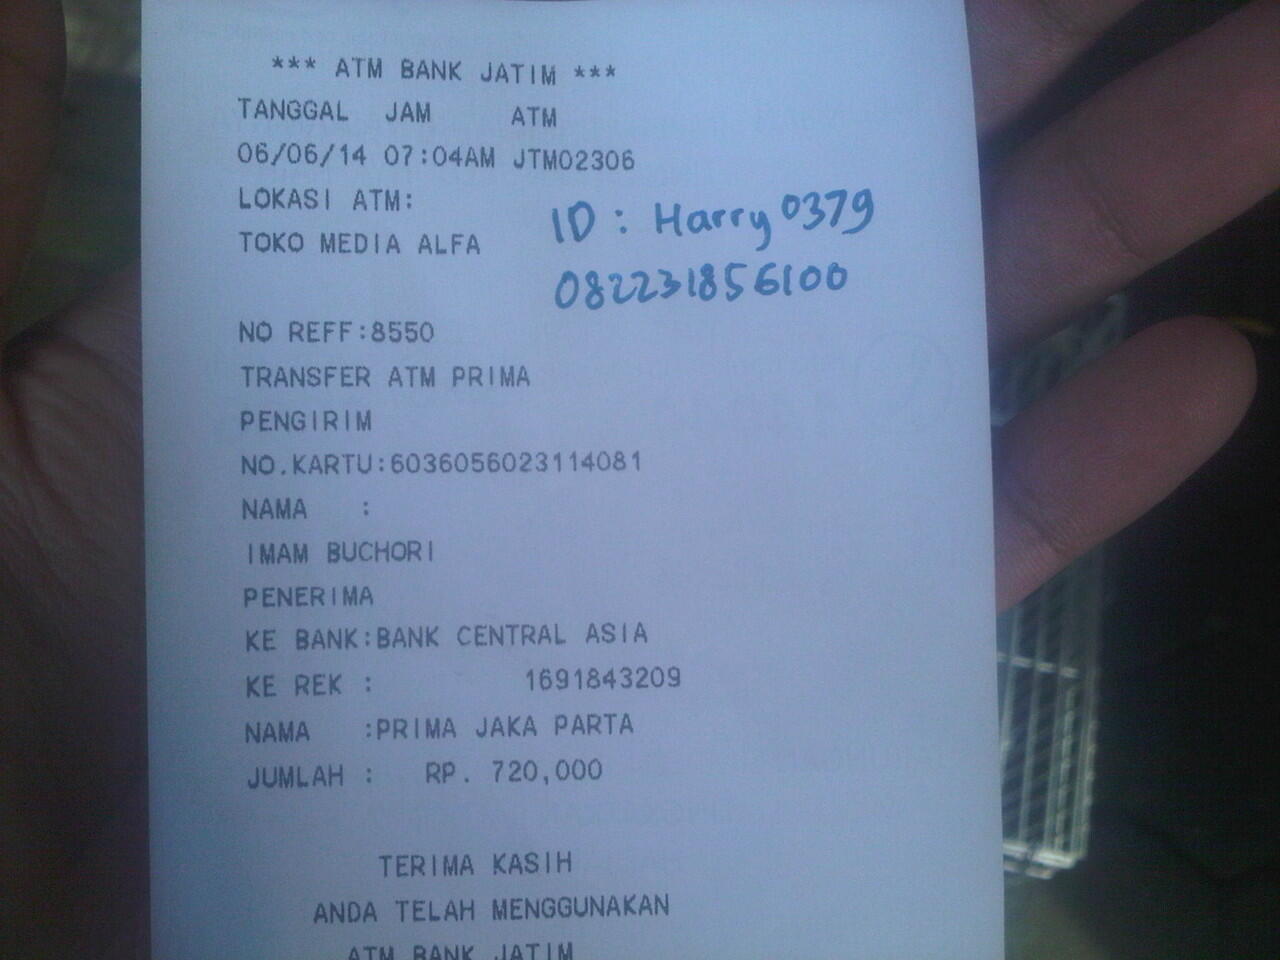 *** ATM BANK JATIM ***
TANGGAL JAM ATM
06/06/14 07:04AM JTM02306
LOKASI ATM:
TOKO MEDIA ALFA
ID : Harry0379
082231856100
NO REFF:8550
TRANSFER ATM PRIMA
PENGIRIM
NO.KARTU:6036056023114081
NAMA :
IMAM BUCHORI
PENERIMA
KE BANK:BANK CENTRAL ASIA
KE REK : 1691843209
NAMA :PRIMA JAKA PARTA
JUMLAH : RP. 720,000
TERIMA KASIH
ANDA TELAH MENGGUNAKAN
ATM BANK JATIM